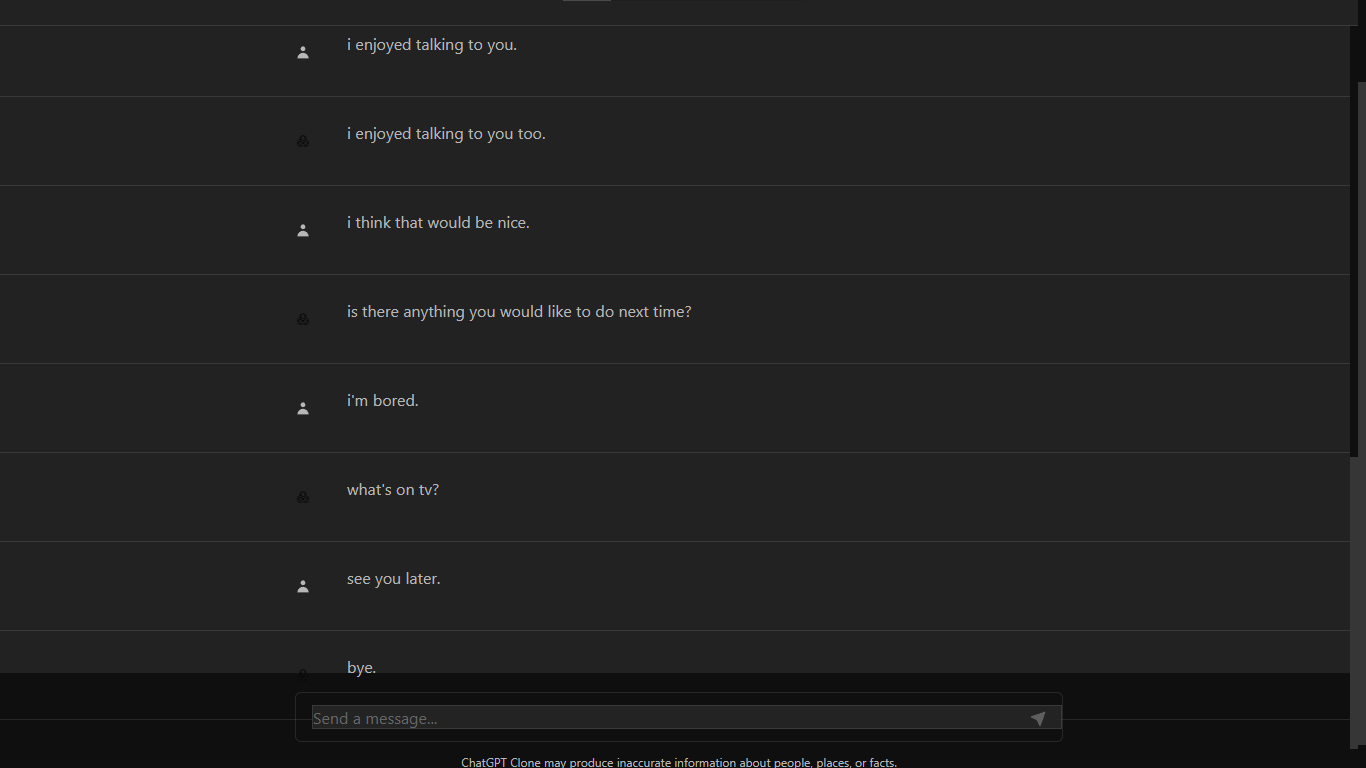 i enjoyed talking to you.
i enjoyed talking to you too.
i think that would be nice.
is there anything you would like to do next time?
i'm bored.
what's on tv?
see you later.
bye.
Send a message...
ChatGPT Clone may produce inaccurate information about people, places, or facts.